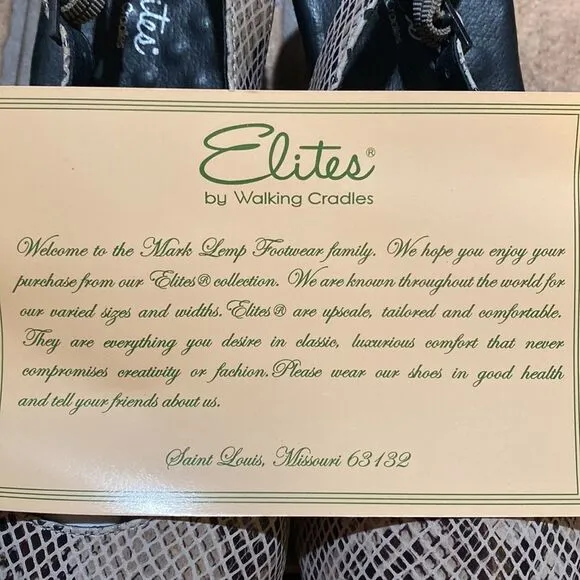 Elites
Elites®
by Walking Cradles
Welcome to the Mark Lemp Footwear family. We hope you enjoy your
purchase from our Elites® collection. We are known throughout the world for
our varied sizes and widths. Elites® are upscale, tailored and comfortable.
They are everything you desire in classic, luxurious comfort that never
compromises creativity or fachion. Please wear our shoes in good health
and tell your friends about us.
Saint Louis, Missouri 63132